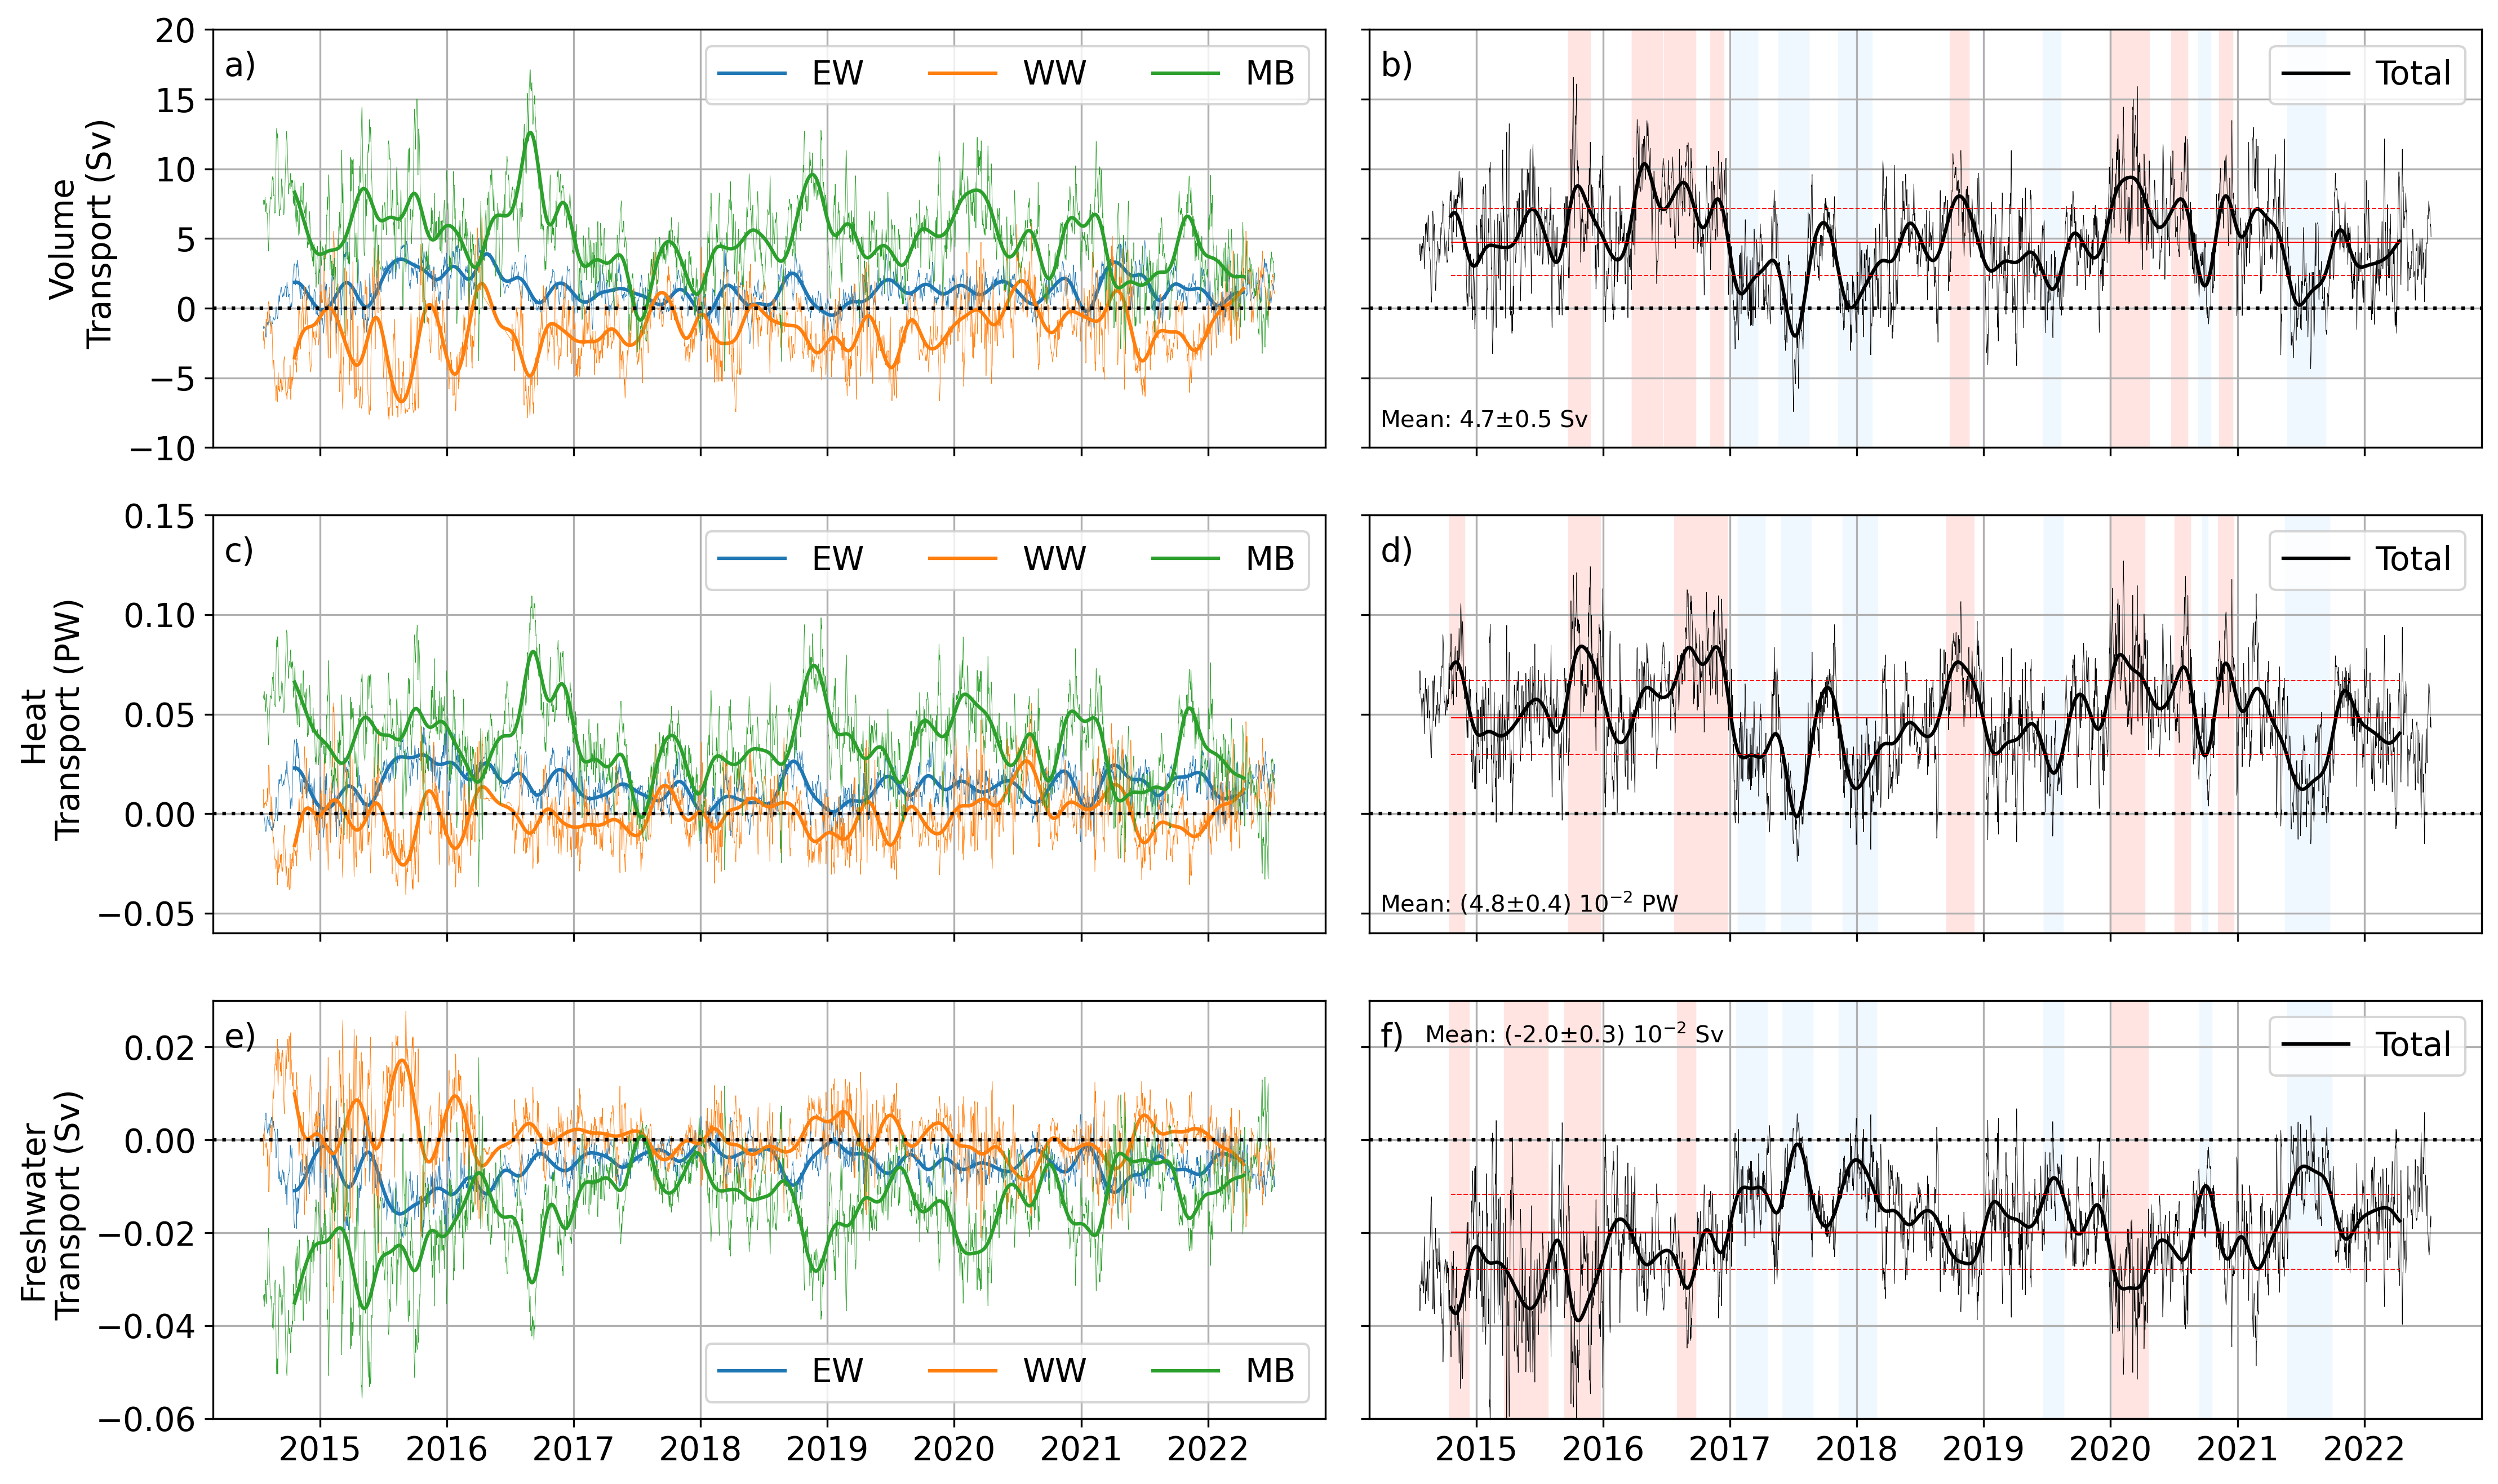 a)
EW WW MB
20
15
10
5
0
−5
−10
Volume
Transport (Sv)
b)
Total
Mean: 4.7±0.5 Sv
c)
EW WW MB
0.15
0.10
0.05
0.00
−0.05
Heat
Transport (PW)
d)
Total
Mean: (4.8±0.4) 10⁻² PW
e)
0.02
0.00
−0.02
−0.04
−0.06
Freshwater
Transport (Sv)
EW WW MB
2015 2016 2017 2018 2019 2020 2021 2022
f) Mean: (-2.0±0.3) 10⁻² Sv
Total
2015 2016 2017 2018 2019 2020 2021 2022